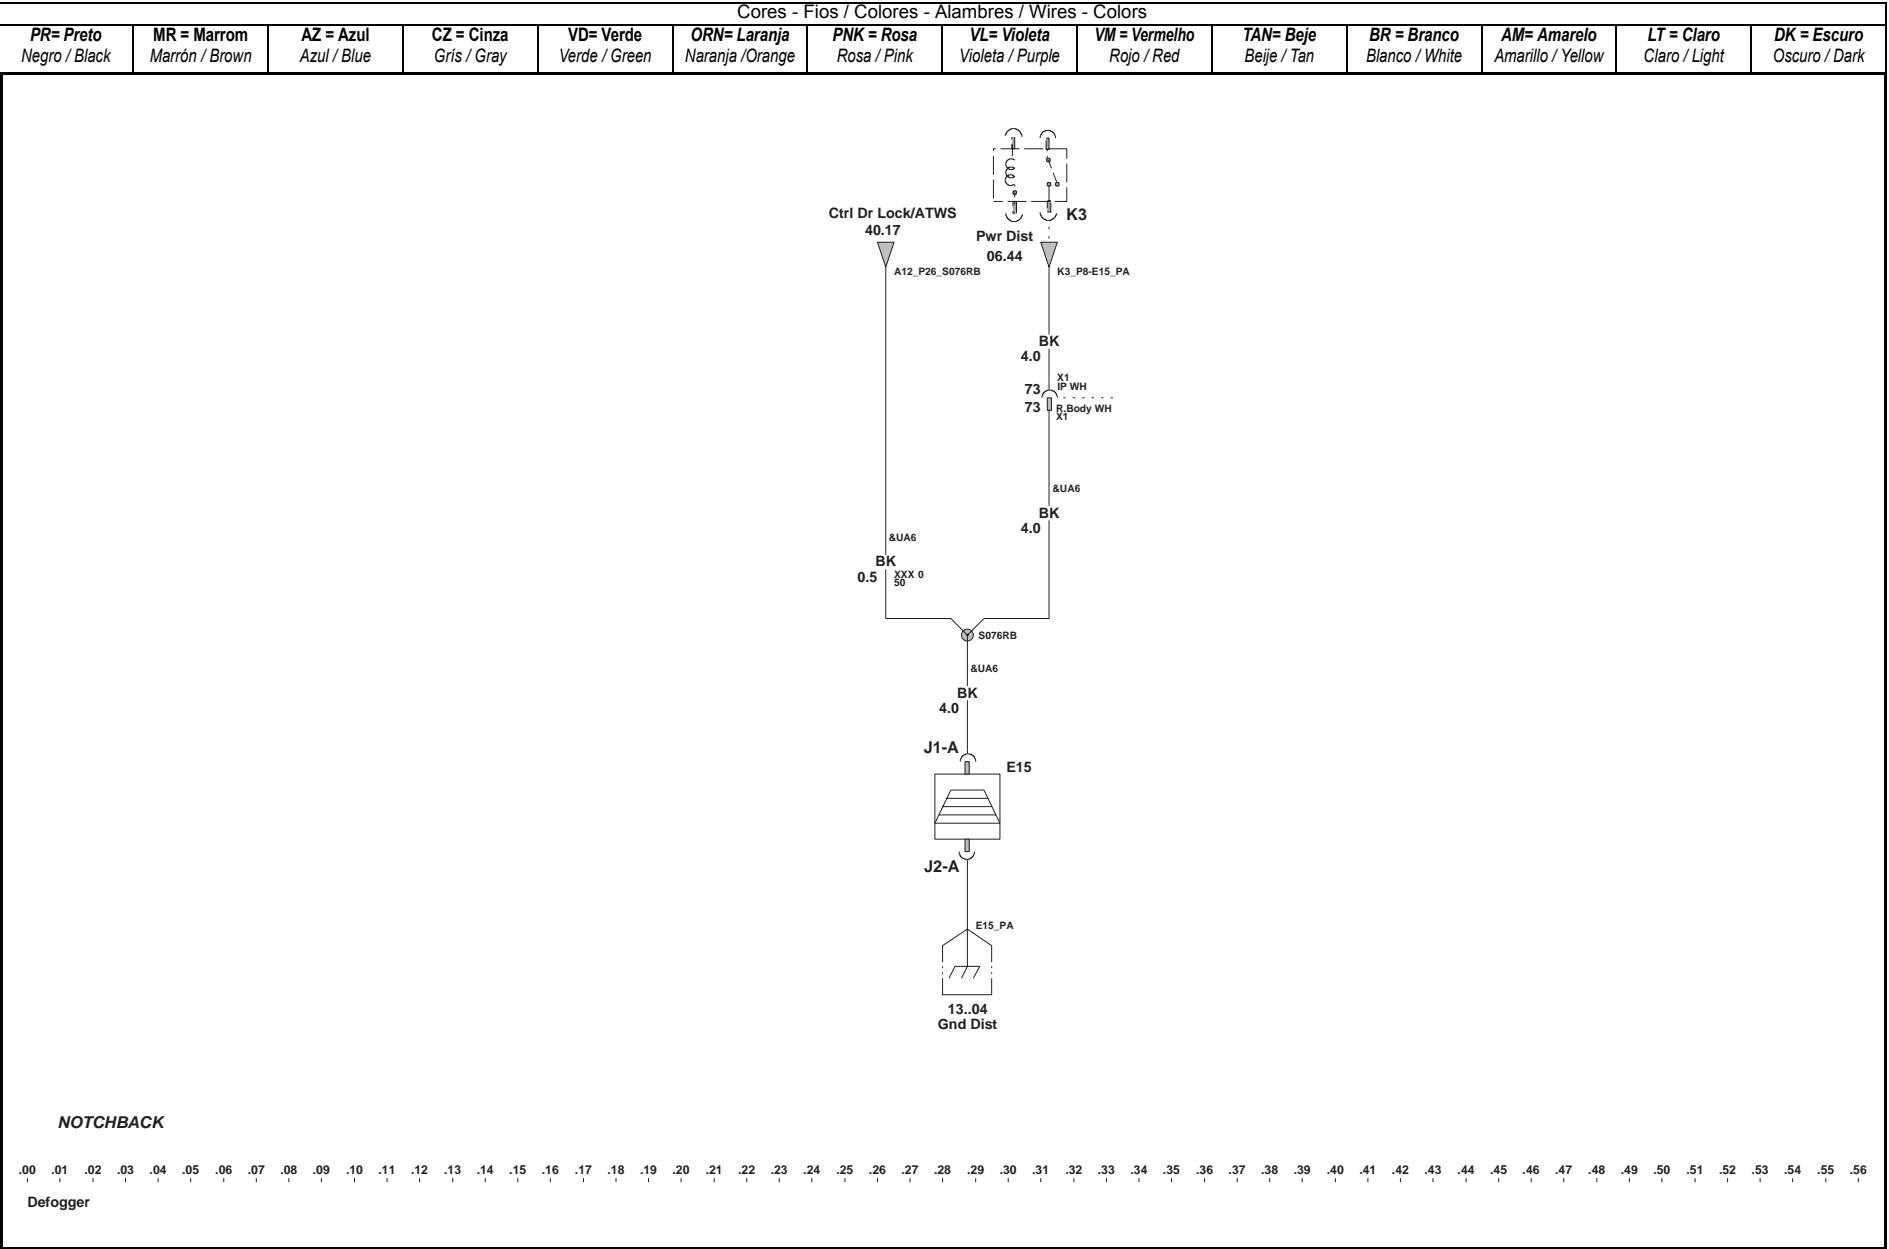 Cores - Fios / Colores - Alambres / Wires - Colors
PR= Preto
Negro / Black
MR = Marrom
Marrón / Brown
AZ = Azul
Azul / Blue
CZ = Cinza
Grís / Gray
VD= Verde
Verde / Green
ORN= Laranja
Naranja /Orange
PNK = Rosa
Rosa / Pink
VL= Violeta
Violeta / Purple
VM = Vermelho
Rojo / Red
TAN= Beje
Beije / Tan
BR = Branco
Blanco / White
AM= Amarelo
Amarillo / Yellow
LT = Claro
Claro / Light
DK = Escuro
Oscuro / Dark
K3
Ctrl Dr Lock/ATWS
40.17
Pwr Dist
06.44
A12_P26_S076RB
K3_P8-E15_PA
BK
4.0
X1
73 IP WH
73 R.Body WH
X1
&UA6
BK
4.0
&UA6
BK
0.5 XXX 0
50
S076RB
&UA6
BK
4.0
J1-A
E15
J2-A
E15_PA
13..04
Gnd Dist
NOTCHBACK
.00 .01 .02 .03 .04 .05 .06 .07 .08 .09 .10 .11 .12 .13 .14 .15 .16 .17 .18 .19 .20 .21 .22 .23 .24 .25 .26 .27 .28 .29 .30 .31 .32 .33 .34 .35 .36 .37 .38 .39 .40 .41 .42 .43 .44 .45 .46 .47 .48 .49 .50 .51 .52 .53 .54 .55 .56
Defogger